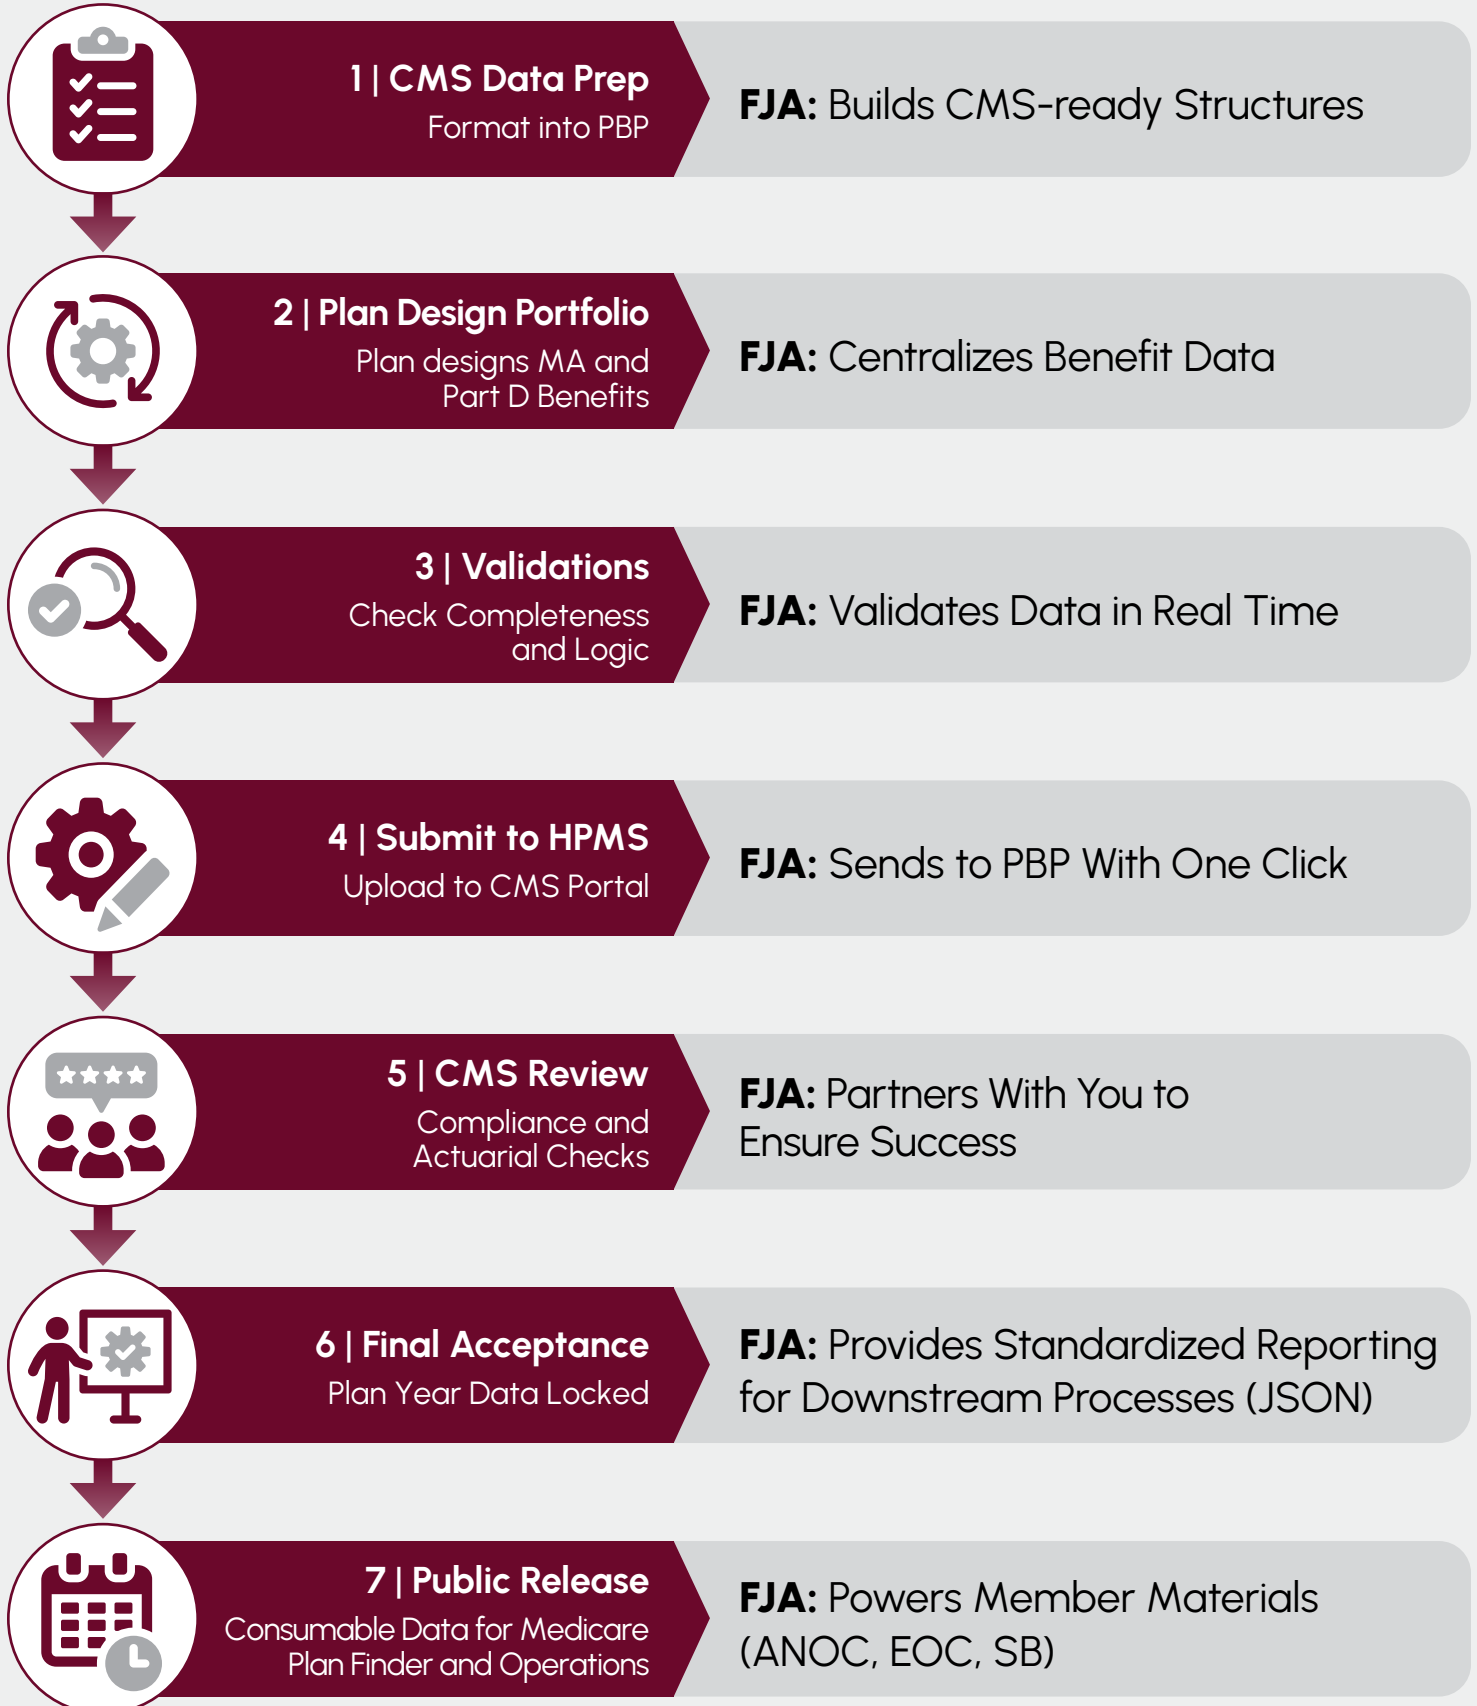 1 | CMS Data Prep
Format into PBP
FJA: Builds CMS-ready Structures
2 | Plan Design Portfolio
Plan designs MA and
Part D Benefits
FJA: Centralizes Benefit Data
3 | Validations
Check Completeness
and Logic
FJA: Validates Data in Real Time
4 | Submit to HPMS
Upload to CMS Portal
FJA: Sends to PBP With One Click
5 | CMS Review
Compliance and
Actuarial Checks
FJA: Partners With You to
Ensure Success
6 | Final Acceptance
Plan Year Data Locked
FJA: Provides Standardized Reporting
for Downstream Processes (JSON)
7 | Public Release
Consumable Data for Medicare
Plan Finder and Operations
FJA: Powers Member Materials
(ANOC, EOC, SB)